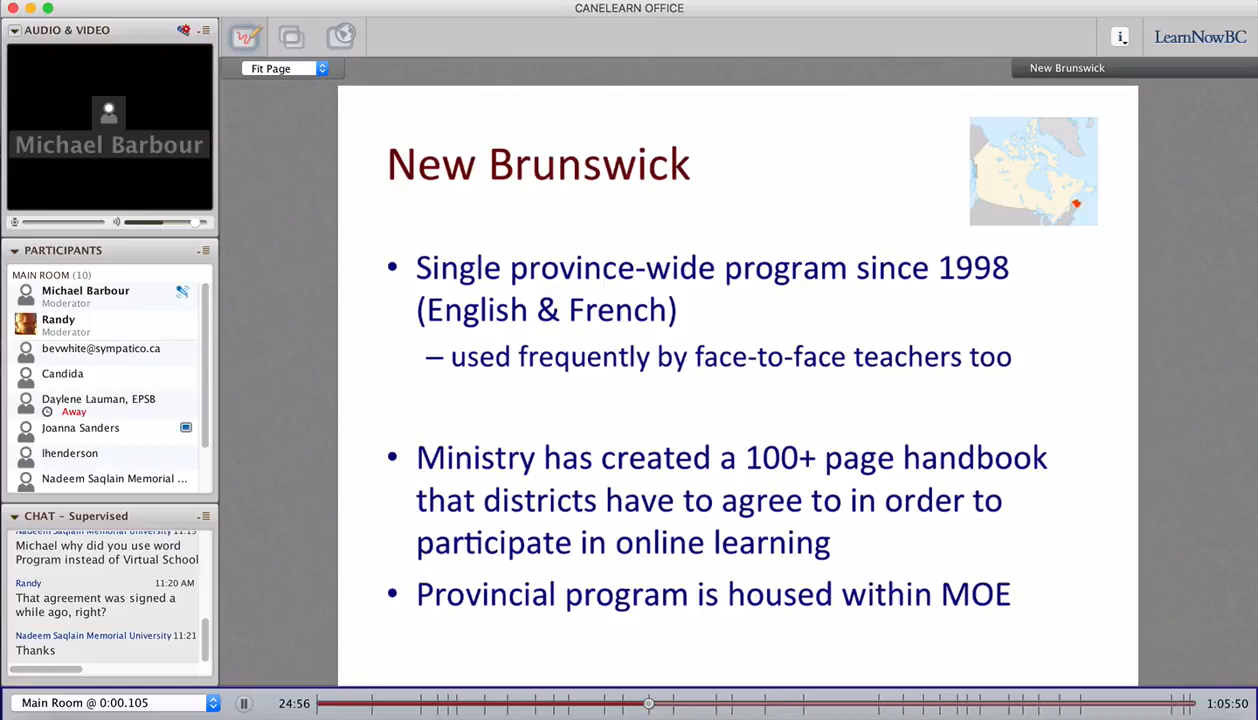 CANELEARN OFFICE
AUDIO & VIDEO
Michael Barbour
PARTICIPANTS
MAIN ROOM (10)
Michael Barbour
Moderator
Randy
Moderator
bevwhite@sympatico.ca
Candida
Daylene Lauman, EPSB
Away
Joanna Sanders
lhenderson
Nadeem Saqlain Memorial ...
CHAT - Supervised
Nadeem Saqlain Memorial University 11:19
Michael why did you use word
Program instead of Virtual School
Randy 11:20 AM
That agreement was signed a
while ago, right?
Nadeem Saqlain Memorial University 11:21
Thanks
Main Room @ 0:00.105
Fit Page
i
LearnNowBC
New Brunswick
New Brunswick
• Single province-wide program since 1998
(English & French)
– used frequently by face-to-face teachers too
• Ministry has created a 100+ page handbook
that districts have to agree to in order to
participate in online learning
• Provincial program is housed within MOE
24:56
1:05:50